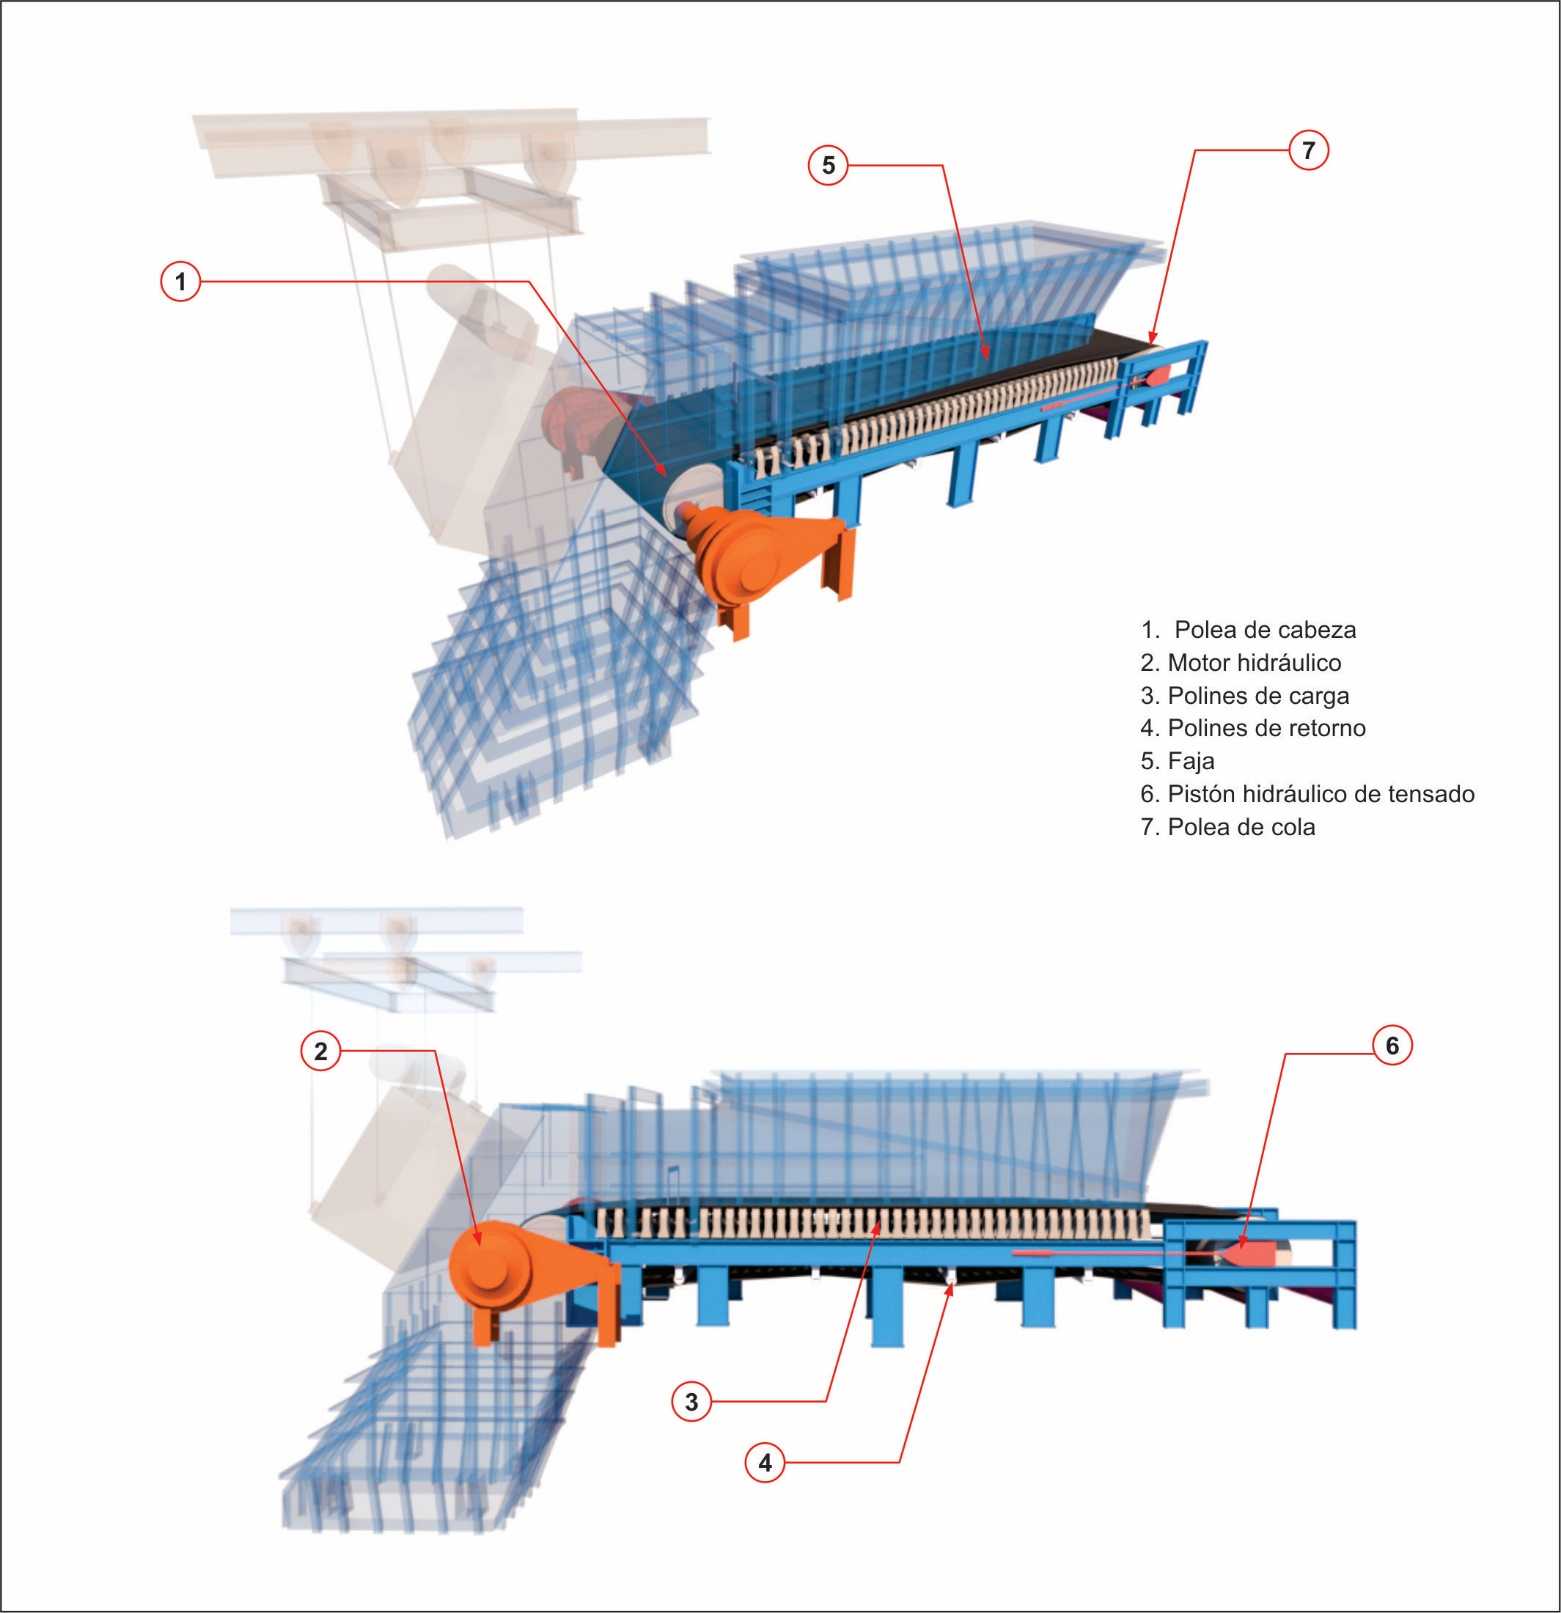 5
7
1
1. Polea de cabeza
2. Motor hidráulico
3. Polines de carga
4. Polines de retorno
5. Faja
6. Pistón hidráulico de tensado
7. Polea de cola
2
6
3
4